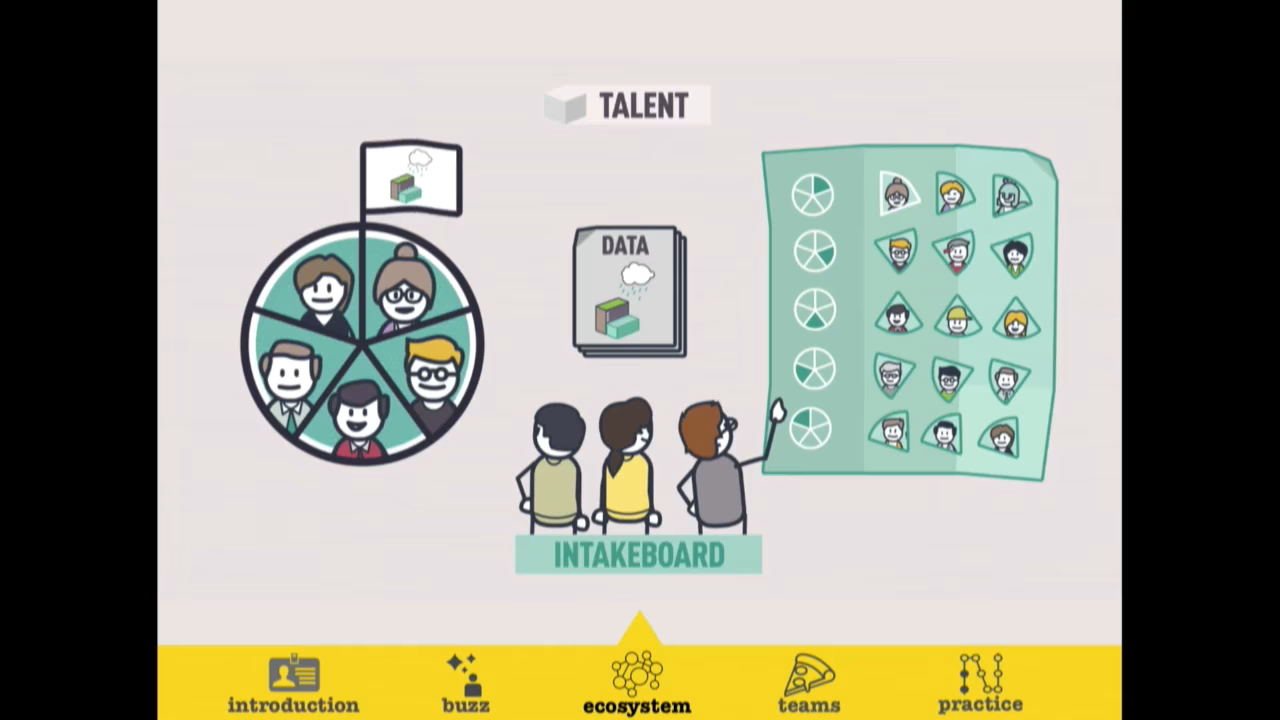 TALENT
DATA
INTAKEBOARD
introduction
buzz
ecosystem
teams
practice